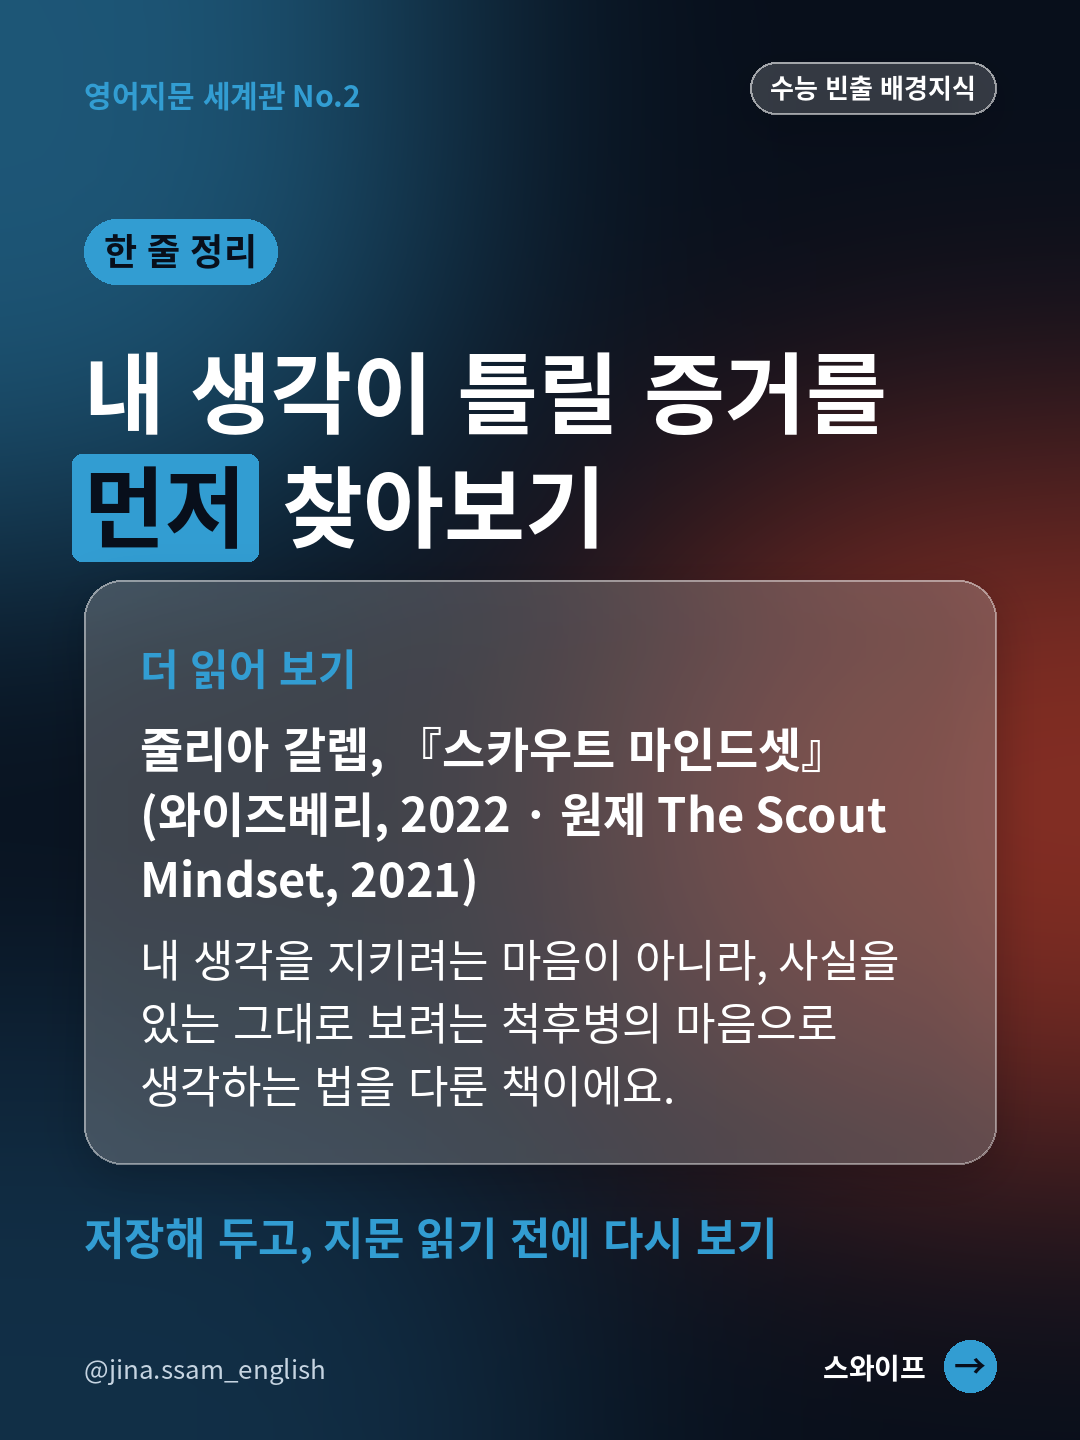 영어지문 세계관 No.2
수능 빈출 배경지식
한 줄 정리
내 생각이 틀릴 증거를
먼저 찾아보기
더 읽어 보기
줄리아 갈렙, 『스카우트 마인드셋』
(와이즈베리, 2022 · 원제 The Scout
Mindset, 2021)
내 생각을 지키려는 마음이 아니라, 사실을
있는 그대로 보려는 척후병의 마음으로
생각하는 법을 다룬 책이에요.
저장해 두고, 지문 읽기 전에 다시 보기
@jina.ssam_english
스와이프 →